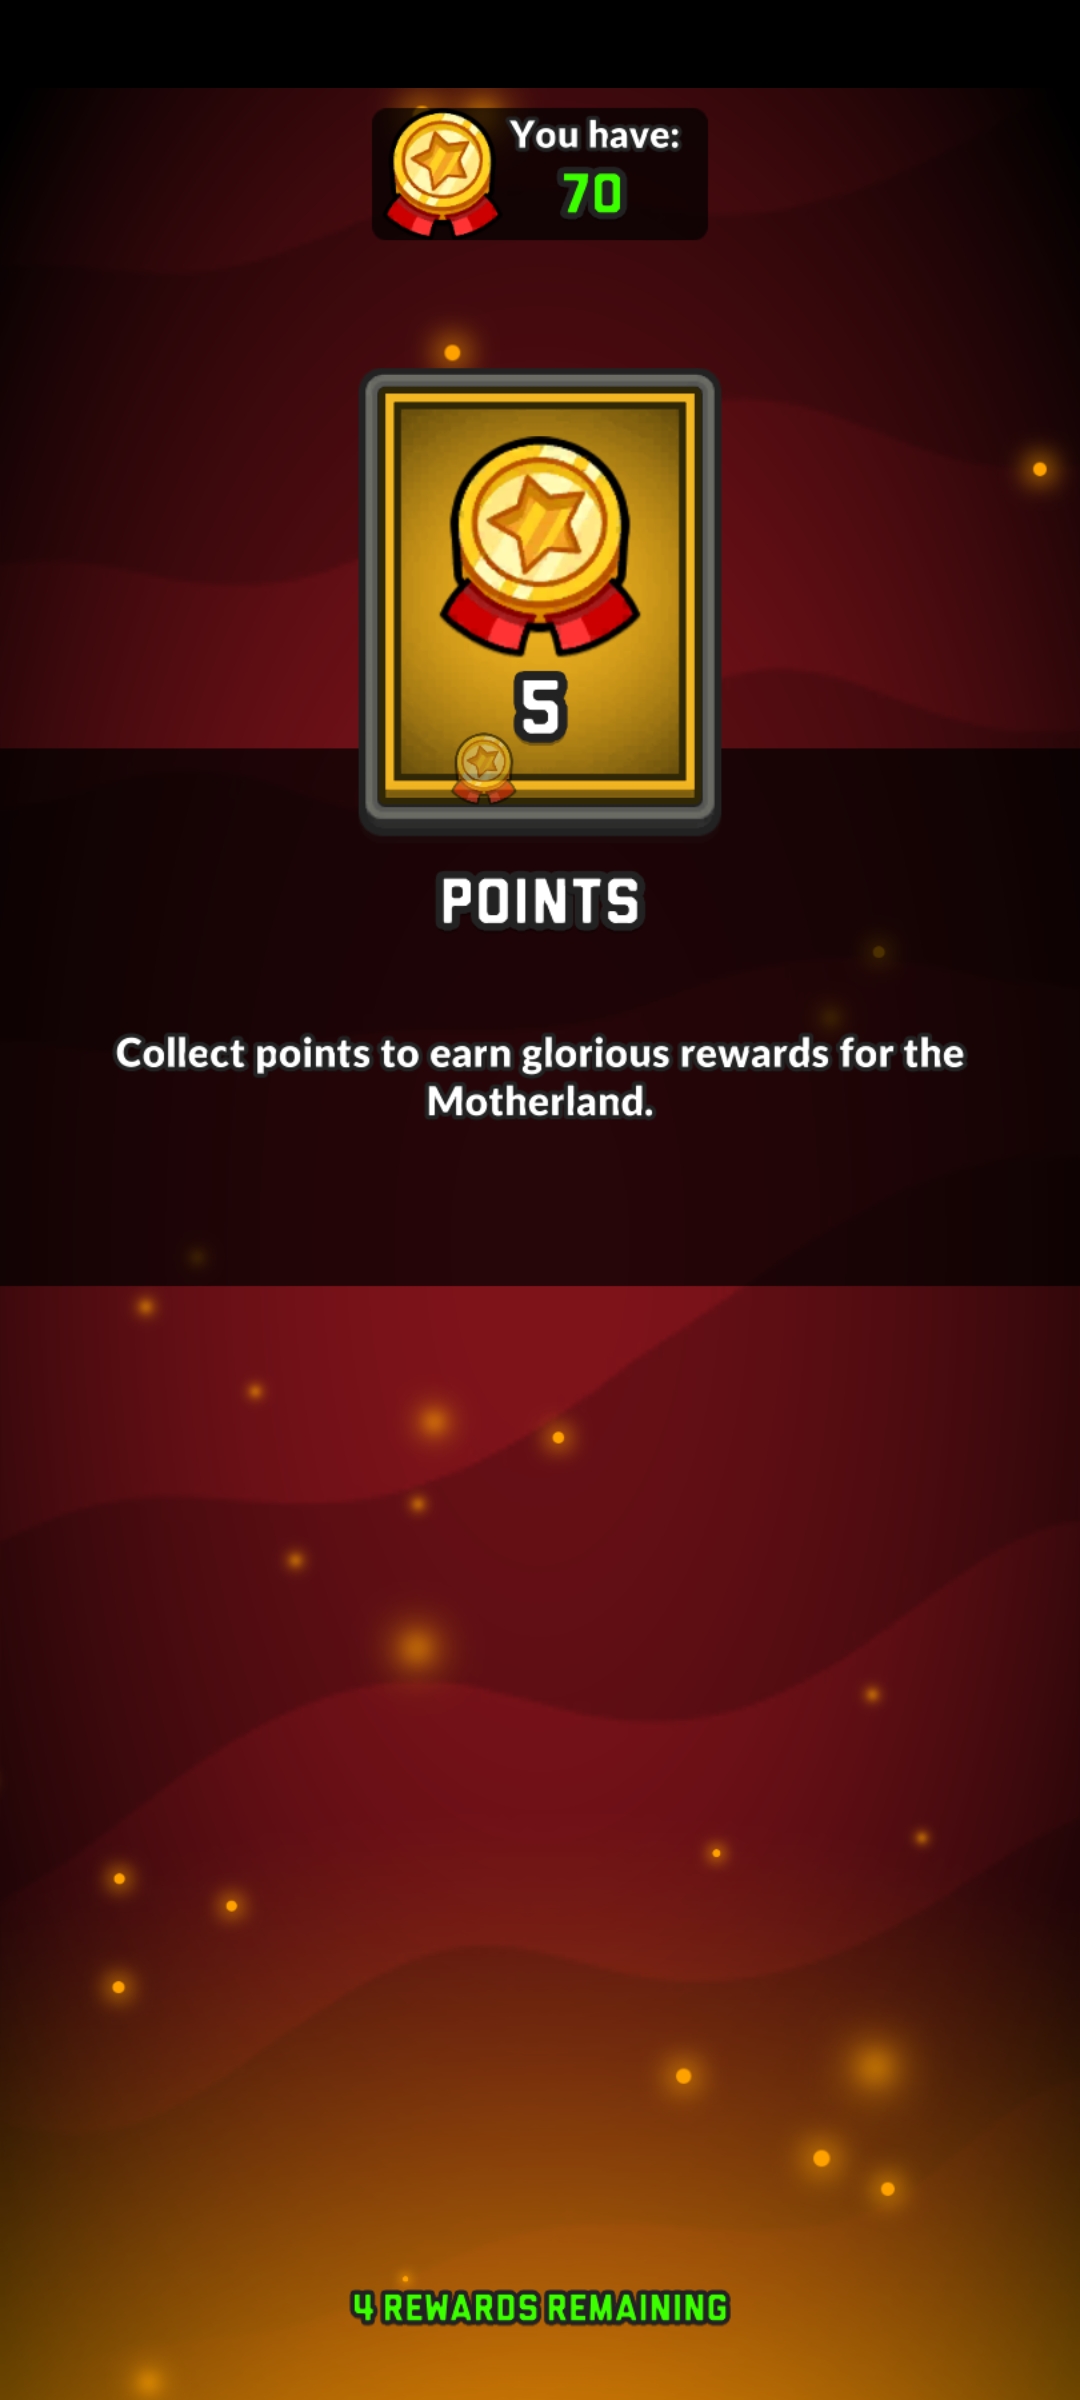 You have:
70
5
POINTS
Collect points to earn glorious rewards for the
Motherland.
4 REWARDS REMAINING